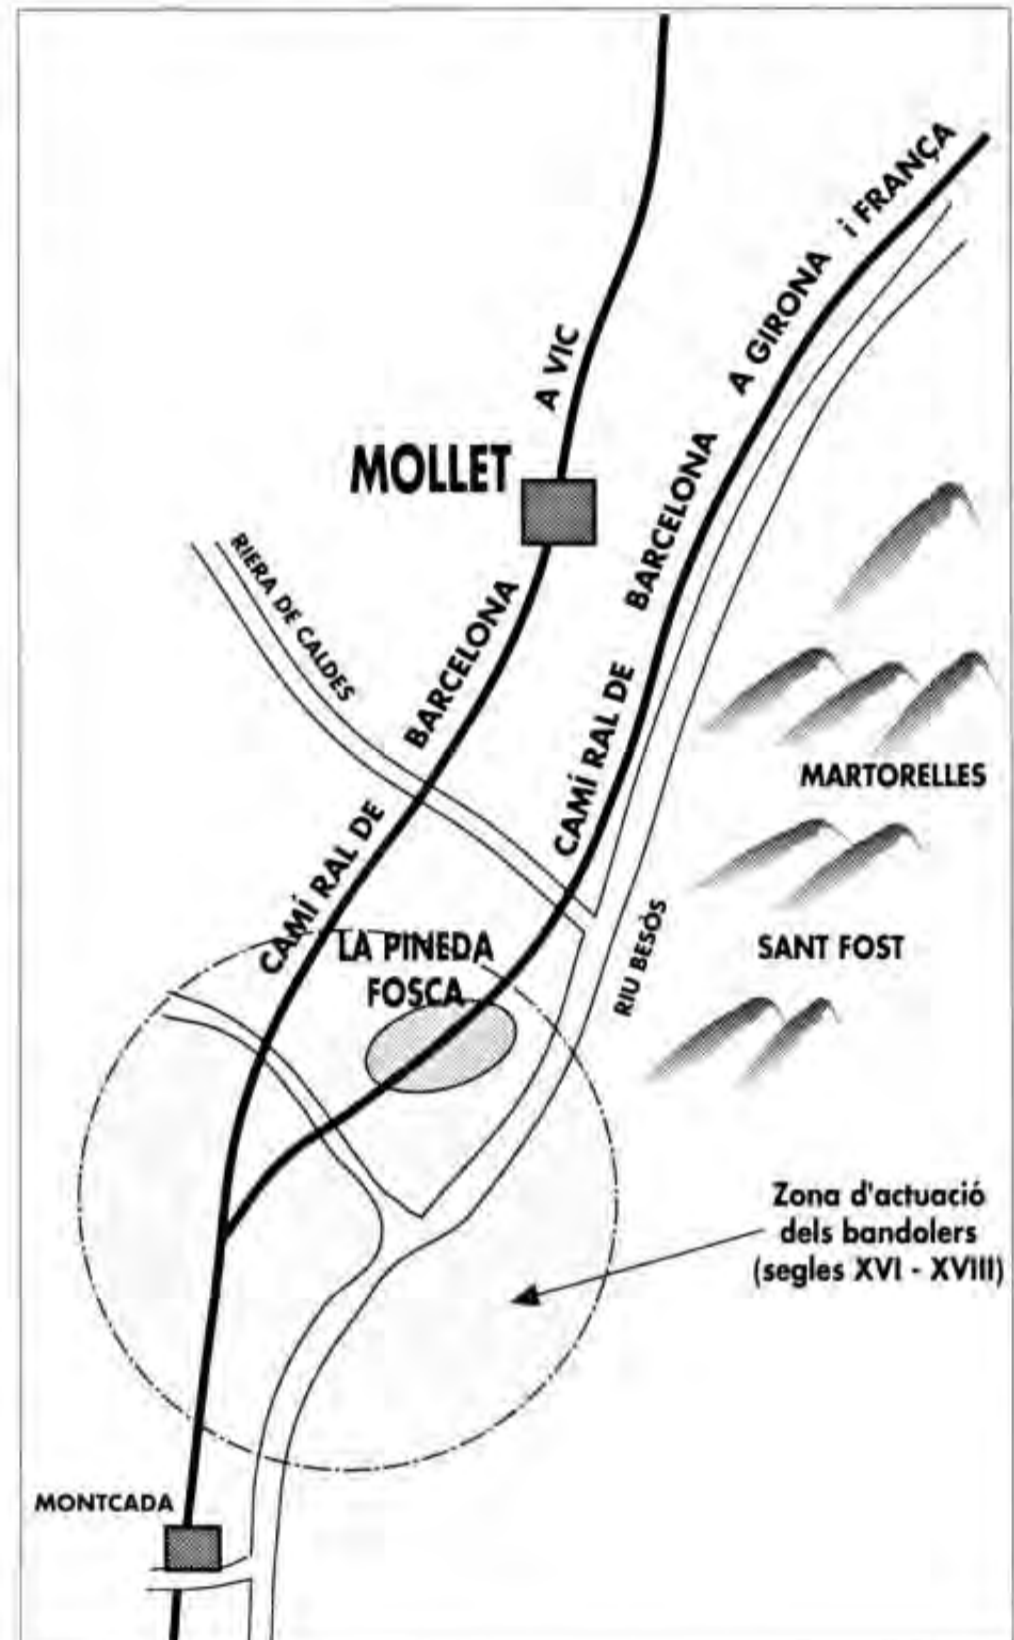 CAMÍ RAL DE BARCELONA A VIC
CAMÍ RAL DE BARCELONA A GIRONA i FRANÇA
MOLLET
RIERA DE CALDES
MARTORELLES
LA PINEDA
FOSCA
SANT FOST
RIU BESÒS
Zona d'actuació
dels bandolers
(segles XVI - XVIII)
MONTCADA